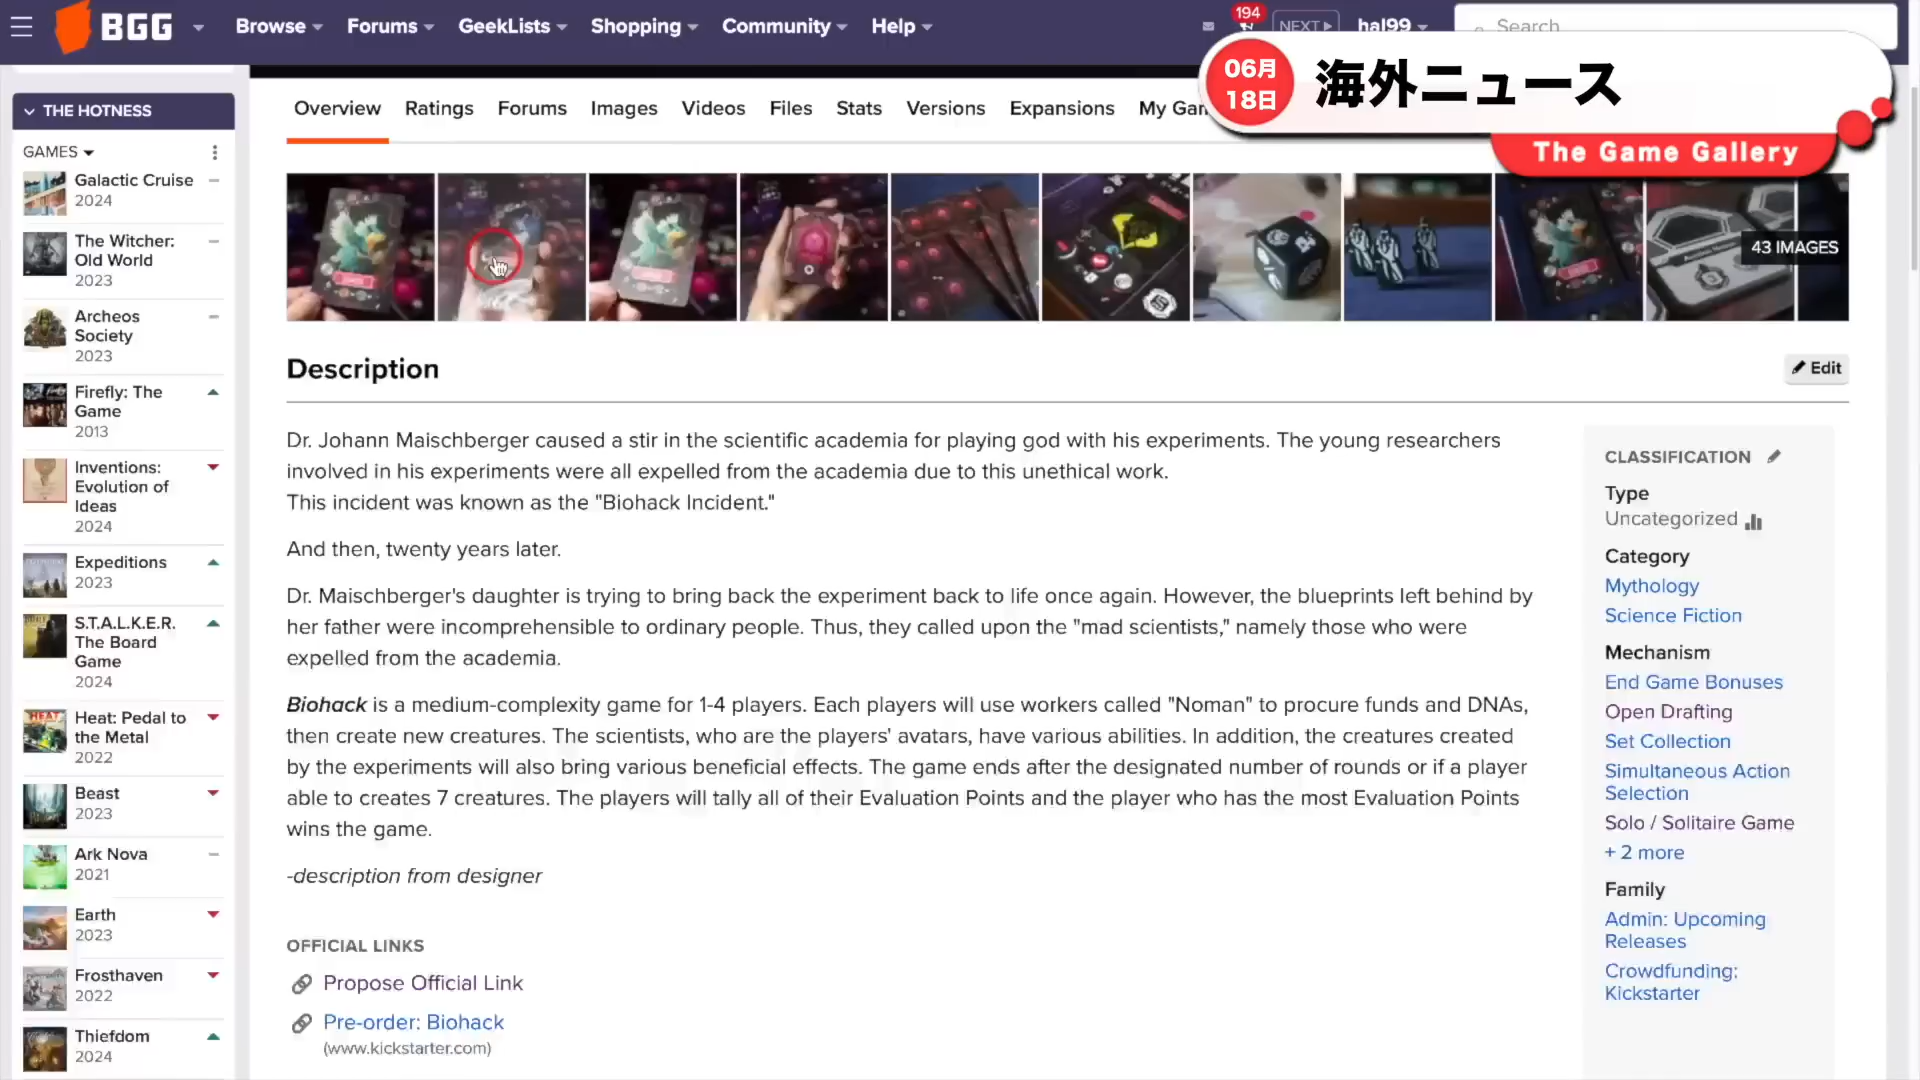 BGG
Browse
Forums
GeekLists
Shopping
Community
Help
194
NEXT
hal99
Search
06月
18日
海外ニュース
The Game Gallery
THE HOTNESS
GAMES
Galactic Cruise
2024
The Witcher:
Old World
2023
Archeos
Society
2023
Firefly: The
Game
2013
Inventions:
Evolution of
Ideas
2024
Expeditions
2023
S.T.A.L.K.E.R.
The Board
Game
2024
Heat: Pedal to
the Metal
2022
Beast
2023
Ark Nova
2021
Earth
2023
Frosthaven
2022
Thiefdom
2024
Overview
Ratings
Forums
Images
Videos
Files
Stats
Versions
Expansions
My Gam
43 IMAGES
Description
Edit
Dr. Johann Maischberger caused a stir in the scientific academia for playing god with his experiments. The young researchers
involved in his experiments were all expelled from the academia due to this unethical work.
This incident was known as the "Biohack Incident."
And then, twenty years later.
Dr. Maischberger's daughter is trying to bring back the experiment back to life once again. However, the blueprints left behind by
her father were incomprehensible to ordinary people. Thus, they called upon the "mad scientists," namely those who were
expelled from the academia.
Biohack is a medium-complexity game for 1-4 players. Each players will use workers called "Noman" to procure funds and DNAs,
then create new creatures. The scientists, who are the players' avatars, have various abilities. In addition, the creatures created
by the experiments will also bring various beneficial effects. The game ends after the designated number of rounds or if a player
able to creates 7 creatures. The players will tally all of their Evaluation Points and the player who has the most Evaluation Points
wins the game.
-description from designer
OFFICIAL LINKS
Propose Official Link
Pre-order: Biohack
(www.kickstarter.com)
CLASSIFICATION
Type
Uncategorized
Category
Mythology
Science Fiction
Mechanism
End Game Bonuses
Open Drafting
Set Collection
Simultaneous Action
Selection
Solo / Solitaire Game
+ 2 more
Family
Admin: Upcoming
Releases
Crowdfunding:
Kickstarter